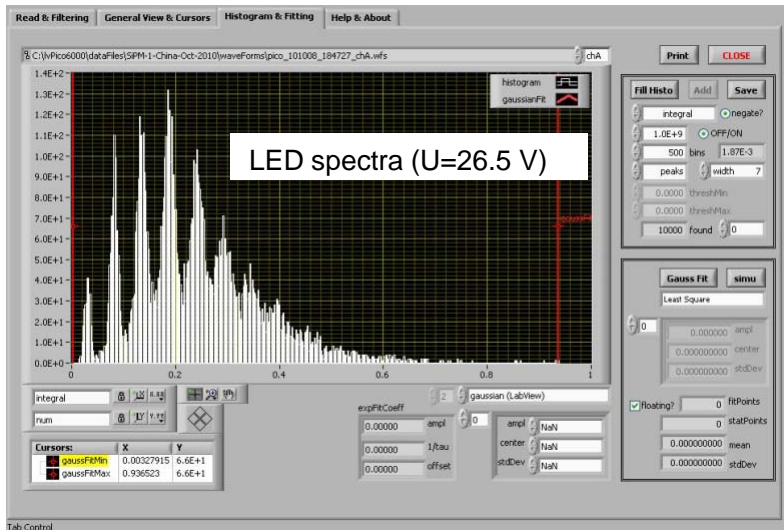 Read & Filtering General View & Cursors Histogram & Fitting Help & About
C:\lvPico6000\dataFiles\SiPM-1-China-Oct-2010\waveForms\pico_101008_184727_chA.wfs chA
Print CLOSE
histogram
gaussianFit
LED spectra (U=26.5 V)
1.4E+2
1.3E+2
1.2E+2
1.1E+2
1.0E+2
9.0E+1
8.0E+1
7.0E+1
6.0E+1
5.0E+1
4.0E+1
3.0E+1
2.0E+1
1.0E+1
0.0E+0
0 0.2 0.4 0.6 0.8 1
Fill Histo Add Save
integral negate?
1.0E+9 OFF/ON
500 bins 1.87E-3
peaks width 7
0.0000 threshMin
0.0000 threshMax
10000 found 0
Gauss Fit simu
Least Square
0 0.000000 ampl
0.000000 center
0.000000 stdDev
floating? 0 fitPoints
0 statPoints
0.000000000 mean
0.000000000 stdDev
integral
num
Cursors: X Y
gaussFitMin 0.00327915 6.6E+1
gaussFitMax 0.936523 6.6E+1
2 gaussian (LabView)
expFitCoeff
0.00000 ampl
0.00000 1/tau
0.00000 offset
0 ampl NaN
center NaN
stdDev NaN
Tab Control